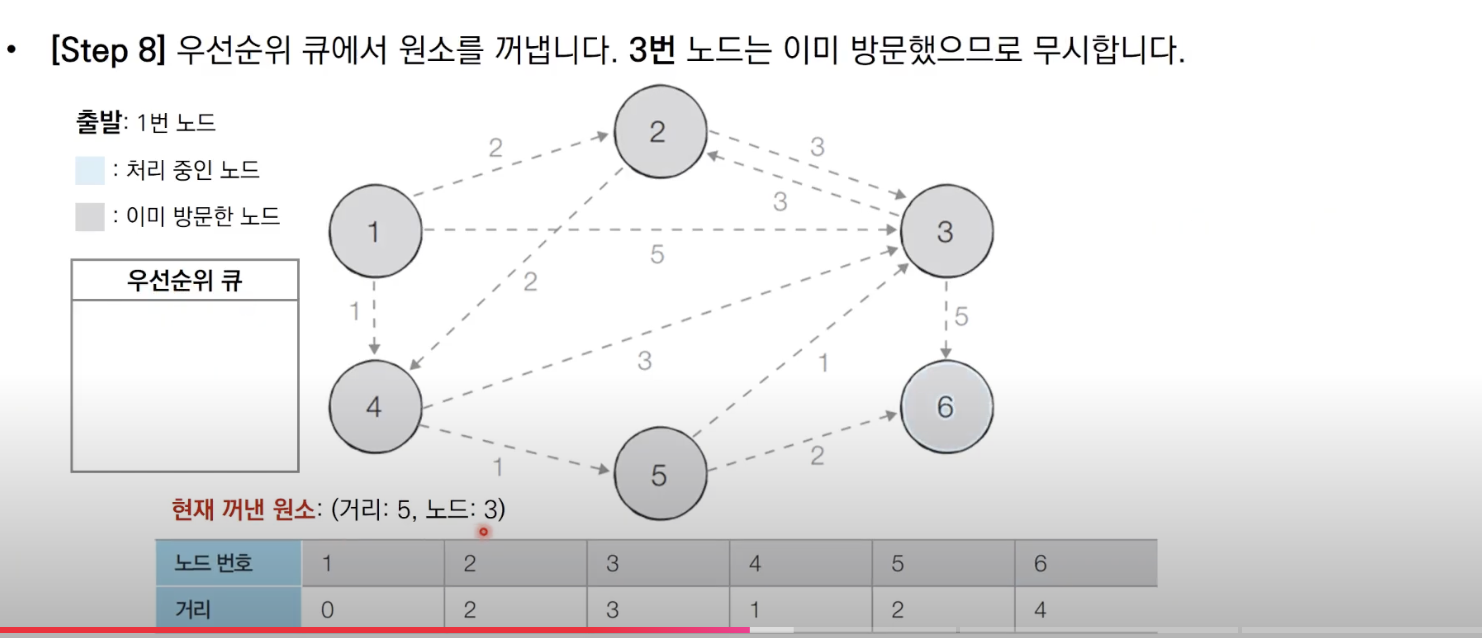 • [Step 8] 우선순위 큐에서 원소를 꺼냅니다. 3번 노드는 이미 방문했으므로 무시합니다.
출발: 1번 노드
: 처리 중인 노드
: 이미 방문한 노드
우선순위 큐
2
2
3
3
1
5
3
2
1
5
3
1
4
6
1
2
5
현재 꺼낸 원소: (거리: 5, 노드: 3)
노드 번호 1 2 3 4 5 6
거리 0 2 3 1 2 4